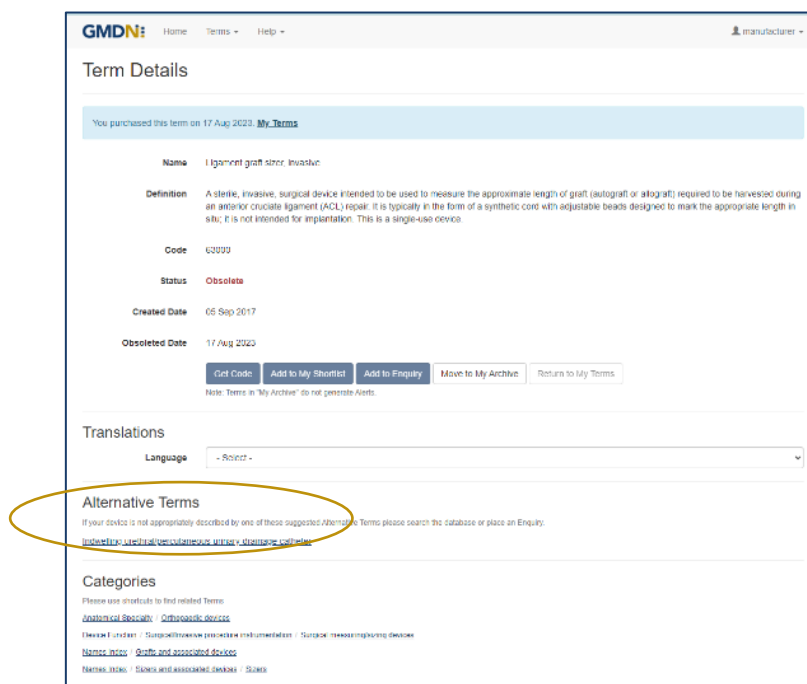 GMDN Home Terms Help manufacturer
Term Details
You purchased this term on 17 Aug 2023. My Terms
Name Ligament graft sizer, invasive
Definition A sterile, invasive, surgical device intended to be used to measure the approximate length of graft (autograft or allograft) required to be harvested during
an anterior cruciate ligament (ACL) repair. It is typically in the form of a synthetic cord with adjustable beads designed to mark the appropriate length in
situ; it is not intended for implantation. This is a single-use device.
Code
Status Obsolete
Created Date 05 Sep 2017
Obsoleted Date 17 Aug 2023
Get Code Add to My Shortlist Add to Enquiry Move to My Archive Return to My Terms
Note: Terms in "My Archive" do not generate Alerts.
Translations
Language - Select -
Alternative Terms
If your device is not appropriately described by one of these suggested Alternative Terms please search the database or place an Enquiry.
Indwelling urethral/percutaneous urinary drainage catheter
Categories
Please use shortcuts to find related Terms
Anatomical Specialty / Orthopaedic devices
Device Function / Surgical/invasive procedure instrumentation / Surgical measuring/sizing devices
Names Index / Grafts and associated devices
Names Index / Sizers and associated devices / Sizers